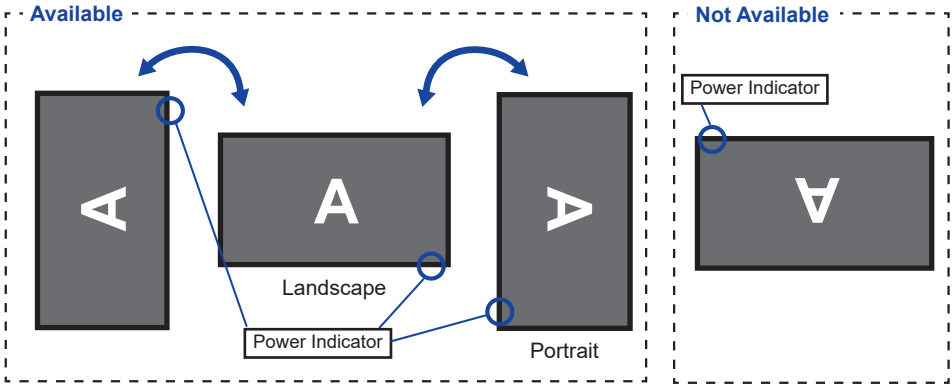 Available
Not Available
Power Indicator
A
A
A
A
Landscape
Power Indicator
Portrait